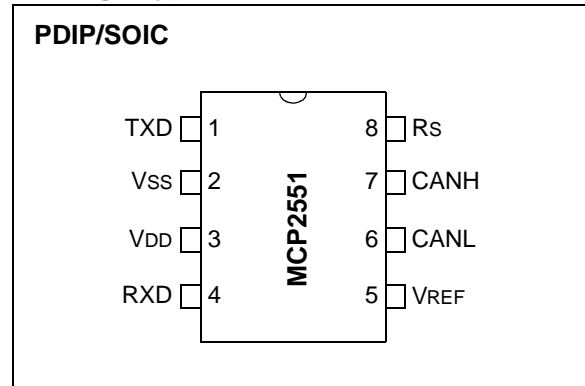 PDIP/SOIC
TXD 1 8 RS
VSS 2 7 CANH
VDD 3 6 CANL
RXD 4 5 VREF
MCP2551